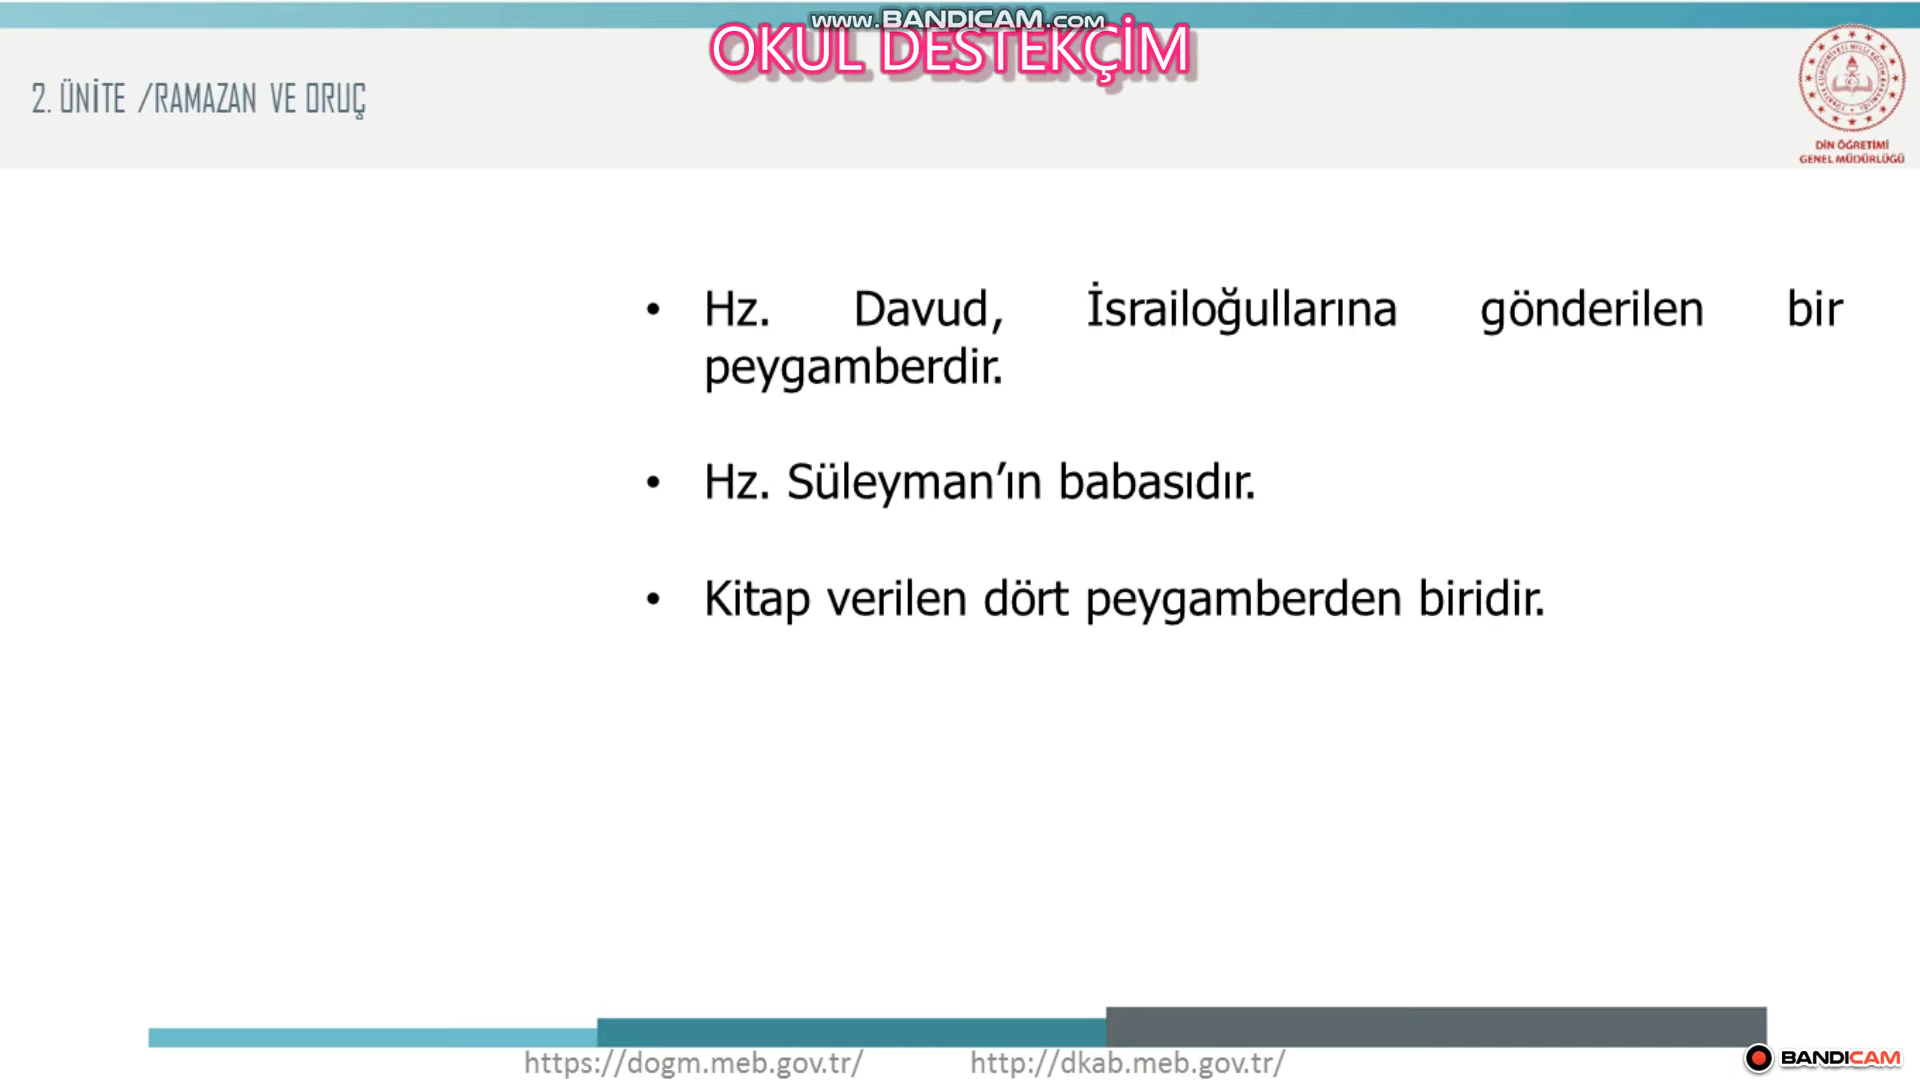 www.BANDICAM.COM
OKUL DESTEKÇİM
2. ÜNİTE /RAMAZAN VE ORUÇ
DİN ÖĞRETİMİ
GENEL MÜDÜRLÜĞÜ
• Hz. Davud, İsrailoğullarına gönderilen bir
peygamberdir.
• Hz. Süleyman’ın babasıdır.
• Kitap verilen dört peygamberden biridir.
https://dogm.meb.gov.tr/ http://dkab.meb.gov.tr/
BANDICAM